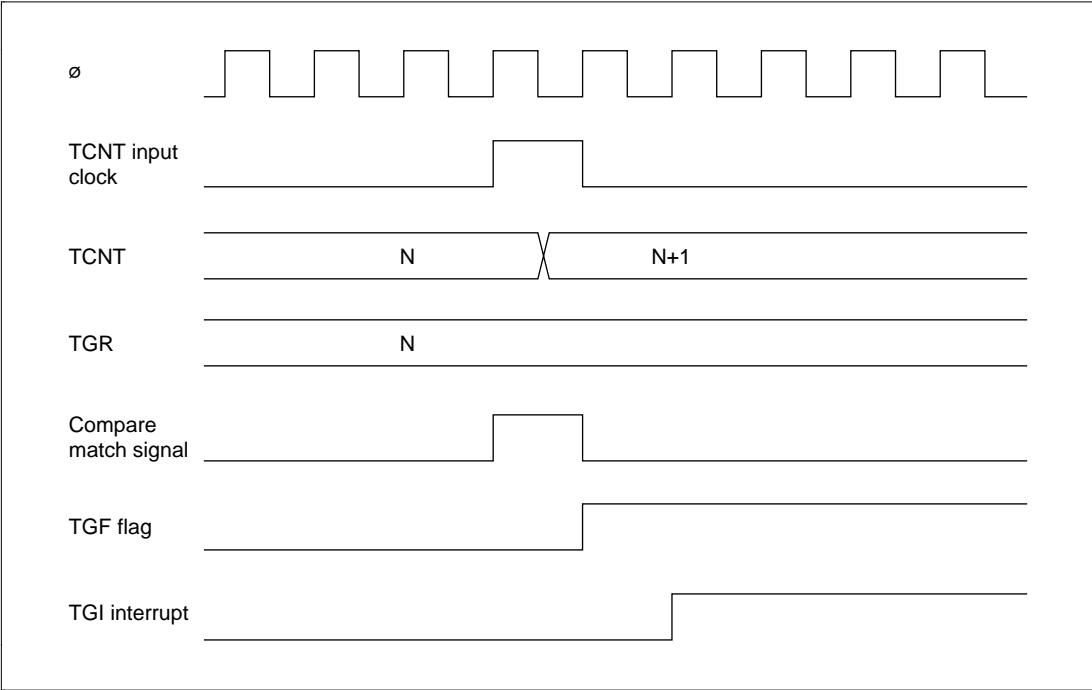 ø
TCNT input
clock
TCNT
N
N+1
TGR
N
Compare
match signal
TGF flag
TGI interrupt